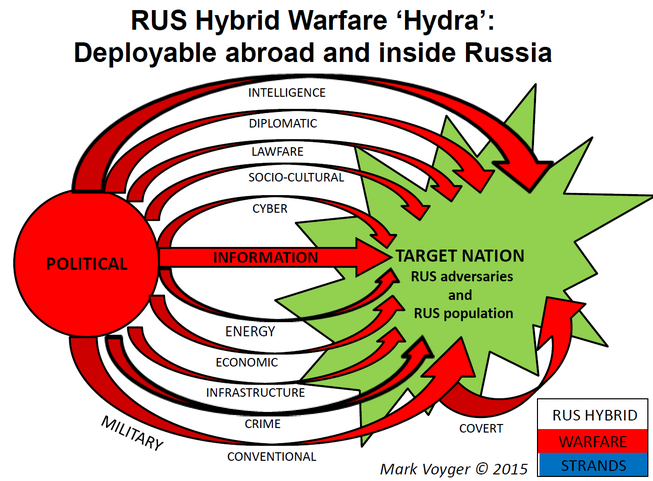 RUS Hybrid Warfare ‘Hydra’:
Deployable abroad and inside Russia
INTELLIGENCE
DIPLOMATIC
LAWFARE
SOCIO-CULTURAL
CYBER
POLITICAL
INFORMATION
TARGET NATION
RUS adversaries
and
RUS population
ENERGY
ECONOMIC
INFRASTRUCTURE
CRIME
MILITARY
CONVENTIONAL
COVERT
RUS HYBRID
WARFARE
STRANDS
Mark Voyger © 2015